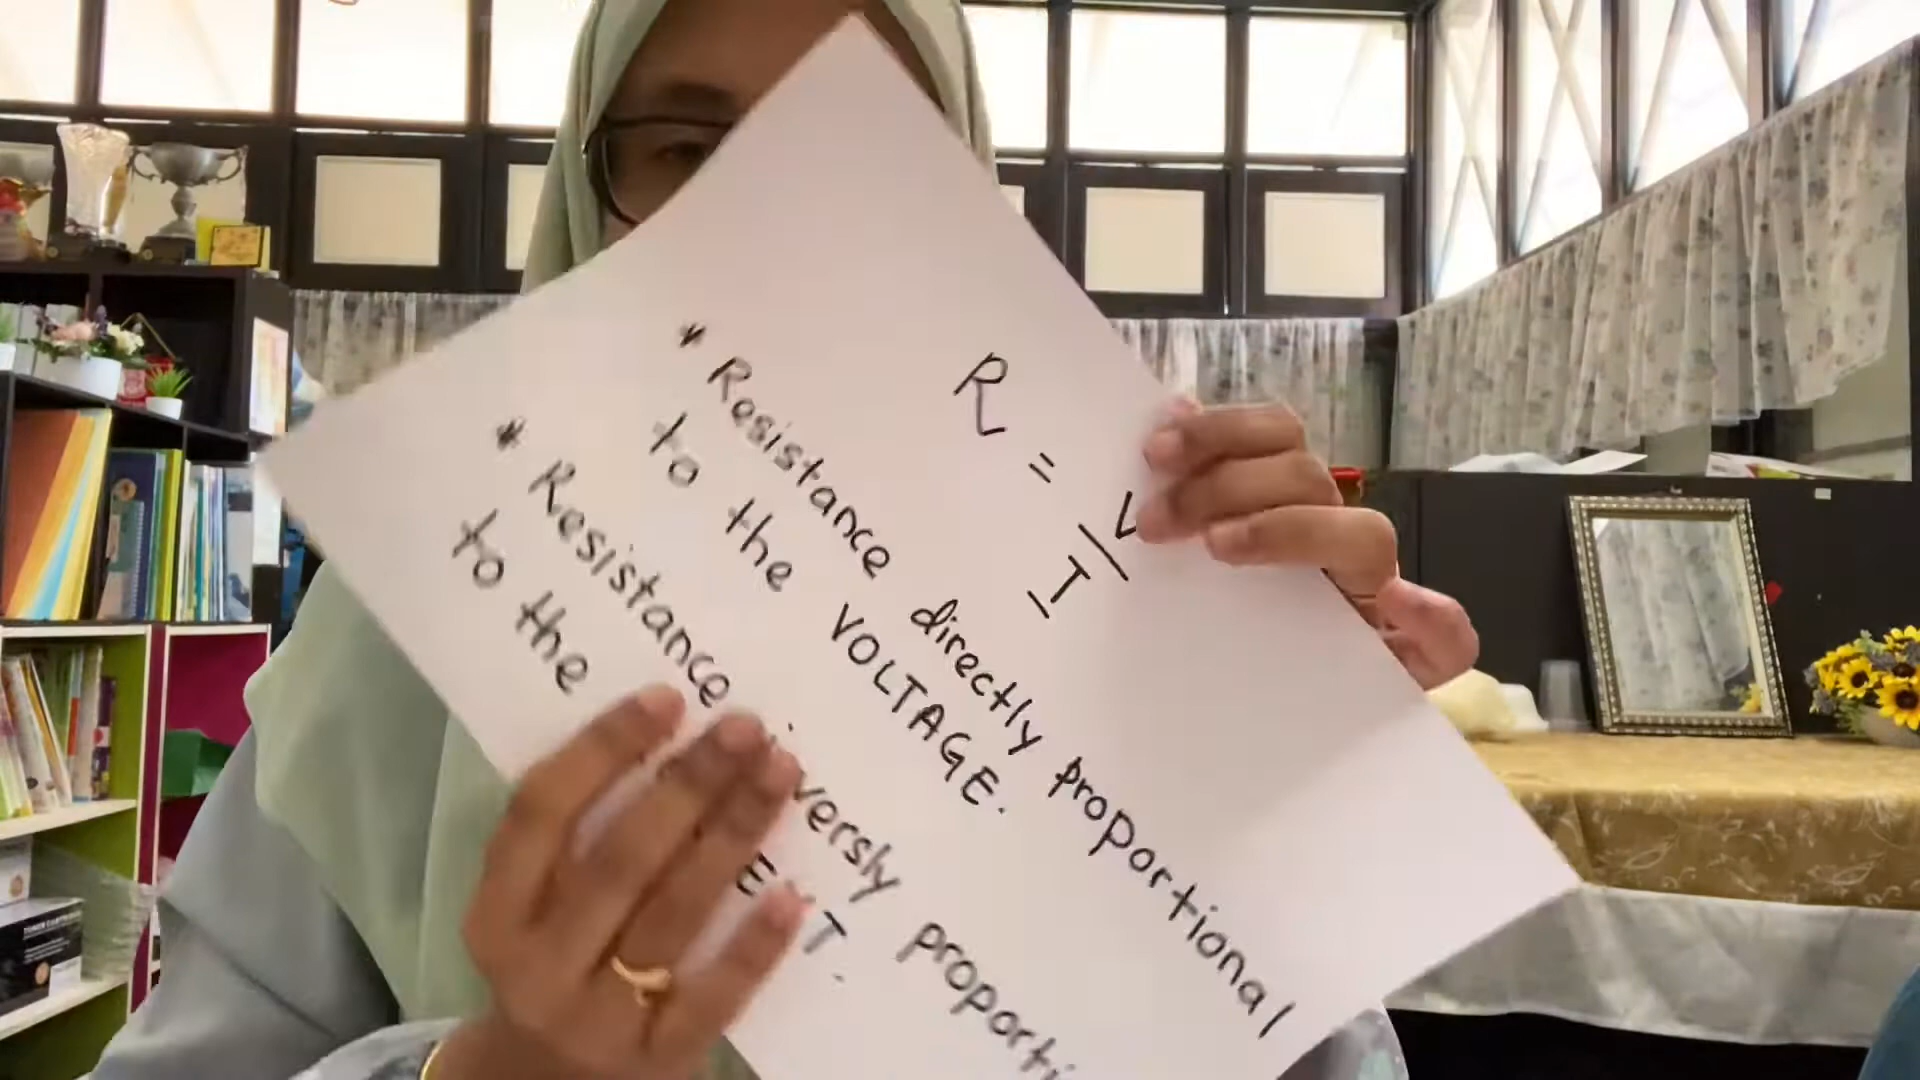 R = V
I
* Resistance directly proportional
to the VOLTAGE.
* Resistance
to the